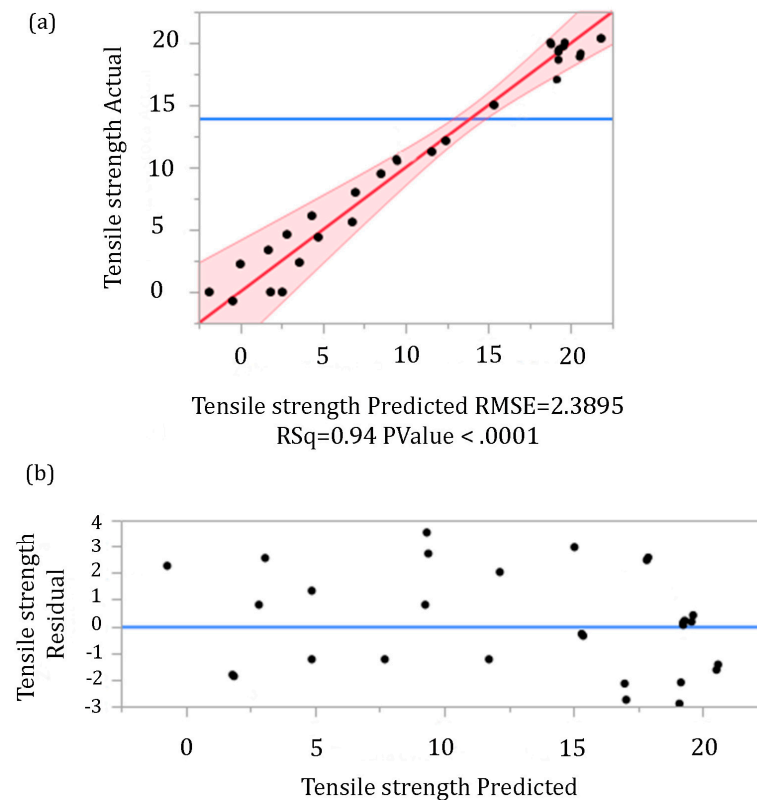 (a)
Tensile strength Actual
20
15
10
5
0
0 5 10 15 20
Tensile strength Predicted RMSE=2.3895
RSq=0.94 PValue < .0001
(b)
Tensile strength
Residual
4
3
2
1
0
-1
-2
-3
0 5 10 15 20
Tensile strength Predicted